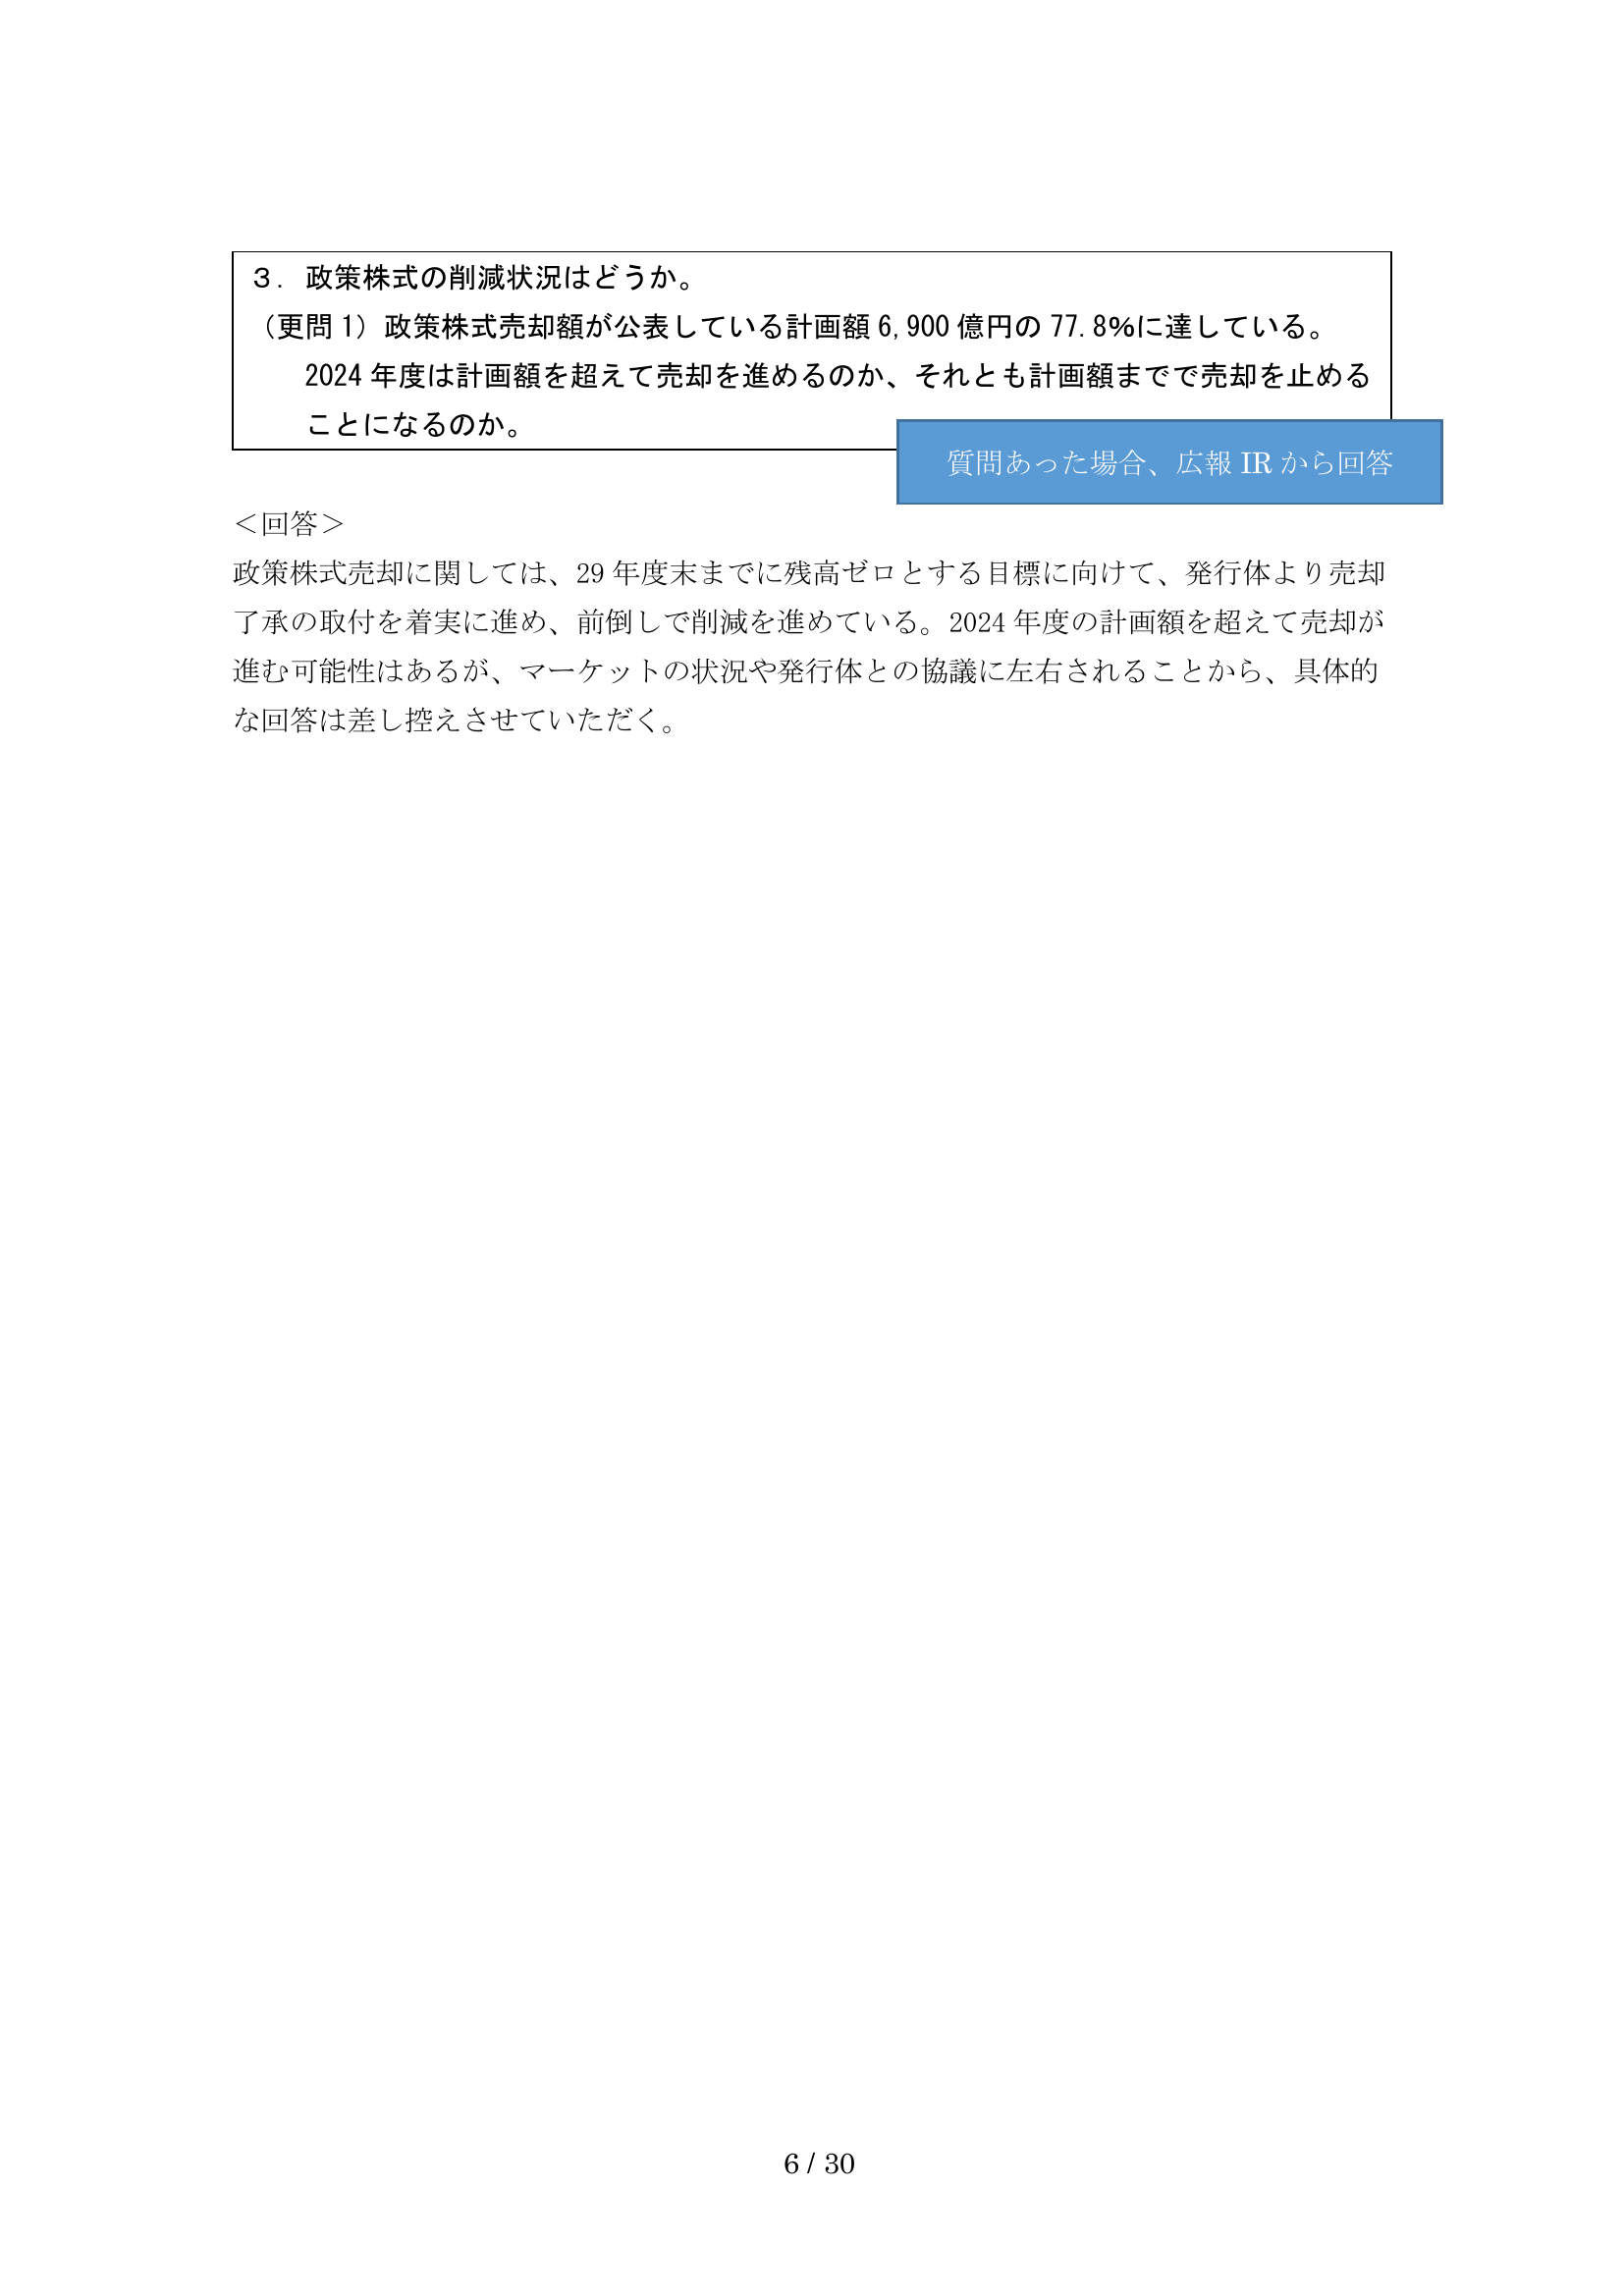 ３．政策株式の削減状況はどうか。
（更問 1）政策株式売却額が公表している計画額 6,900 億円の 77.8%に達している。
2024 年度は計画額を超えて売却を進めるのか、それとも計画額までで売却を止める
ことになるのか。
質問あった場合、広報 IR から回答
＜回答＞
政策株式売却に関しては、29 年度末までに残高ゼロとする目標に向けて、発行体より売却
了承の取付を着実に進め、前倒しで削減を進めている。2024 年度の計画額を超えて売却が
進む可能性はあるが、マーケットの状況や発行体との協議に左右されることから、具体的
な回答は差し控えさせていただく。
6 / 30